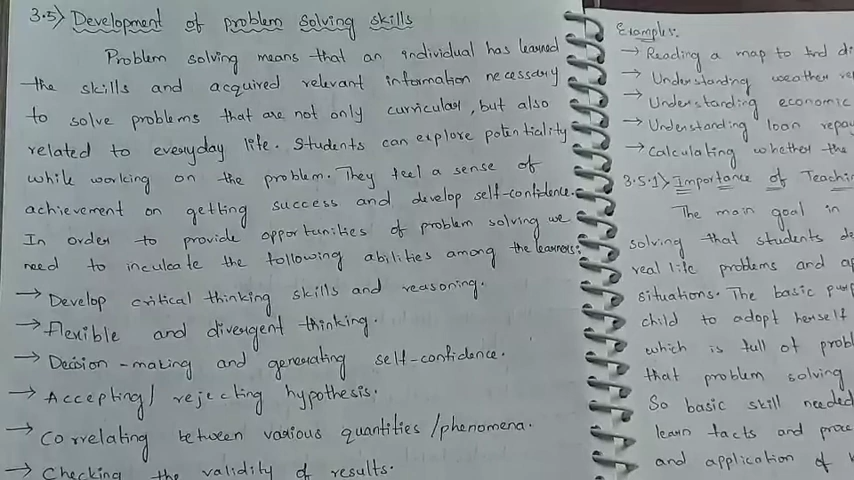 3.5) Development of problem solving skills
Problem solving means that an individual has learned
the skills and acquired relevant information necessary
to solve problems that are not only curricular, but also
related to everyday life. Students can explore potentiality
while working on the problem. They feel a sense of
achievement on getting success and develop self-confidence.
In order to provide opportunities of problem solving we
need to inculcate the following abilities among the learners:
→ Develop critical thinking skills and reasoning.
→ Flexible and divergent thinking.
→ Decision-making and generating self-confidence.
→ Accepting/rejecting hypothesis.
→ Correlating between various quantities/phenomena.
→ Checking the validity of results.
Examples:
→ Reading a map to find
→ Understanding weather
→ Understanding economic
→ Understanding loan
→ Calculating whether the
3.5.1) Importance of
The main goal in
solving that students
real life problems and
situations. The basic
child to adopt herself
which is full of
that problem solving
So basic skill needed
learn facts and
and application of